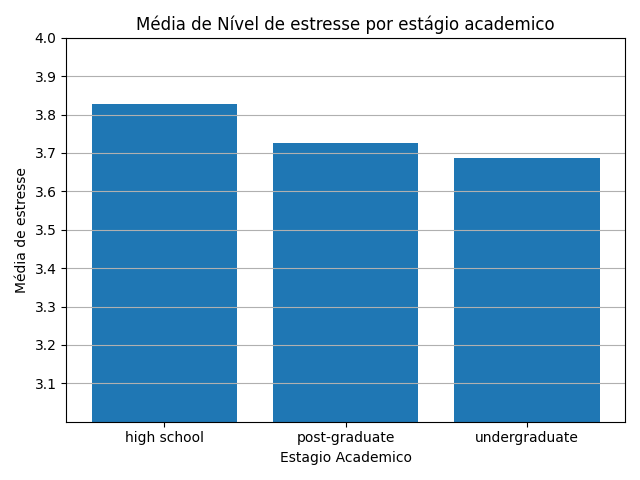 Média de Nível de estresse por estágio academico
4.0
3.9
3.8
3.7
3.6
3.5
3.4
3.3
3.2
3.1
Média de estresse
high school
post-graduate
undergraduate
Estagio Academico